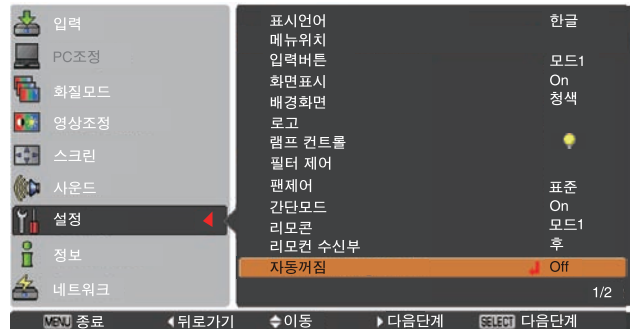 입력
PC조정
화질모드
영상조정
스크린
사운드
설정
정보
네트워크
표시언어 한글
메뉴위치
입력버튼 모드1
화면표시 On
배경화면 청색
로고
램프 컨트롤
필터 제어
팬제어 표준
간단모드 On
리모콘 모드1
리모컨 수신부 후
자동꺼짐 Off
1/2
MENU 종료 뒤로가기 이동 다음단계 SELECT 다음단계